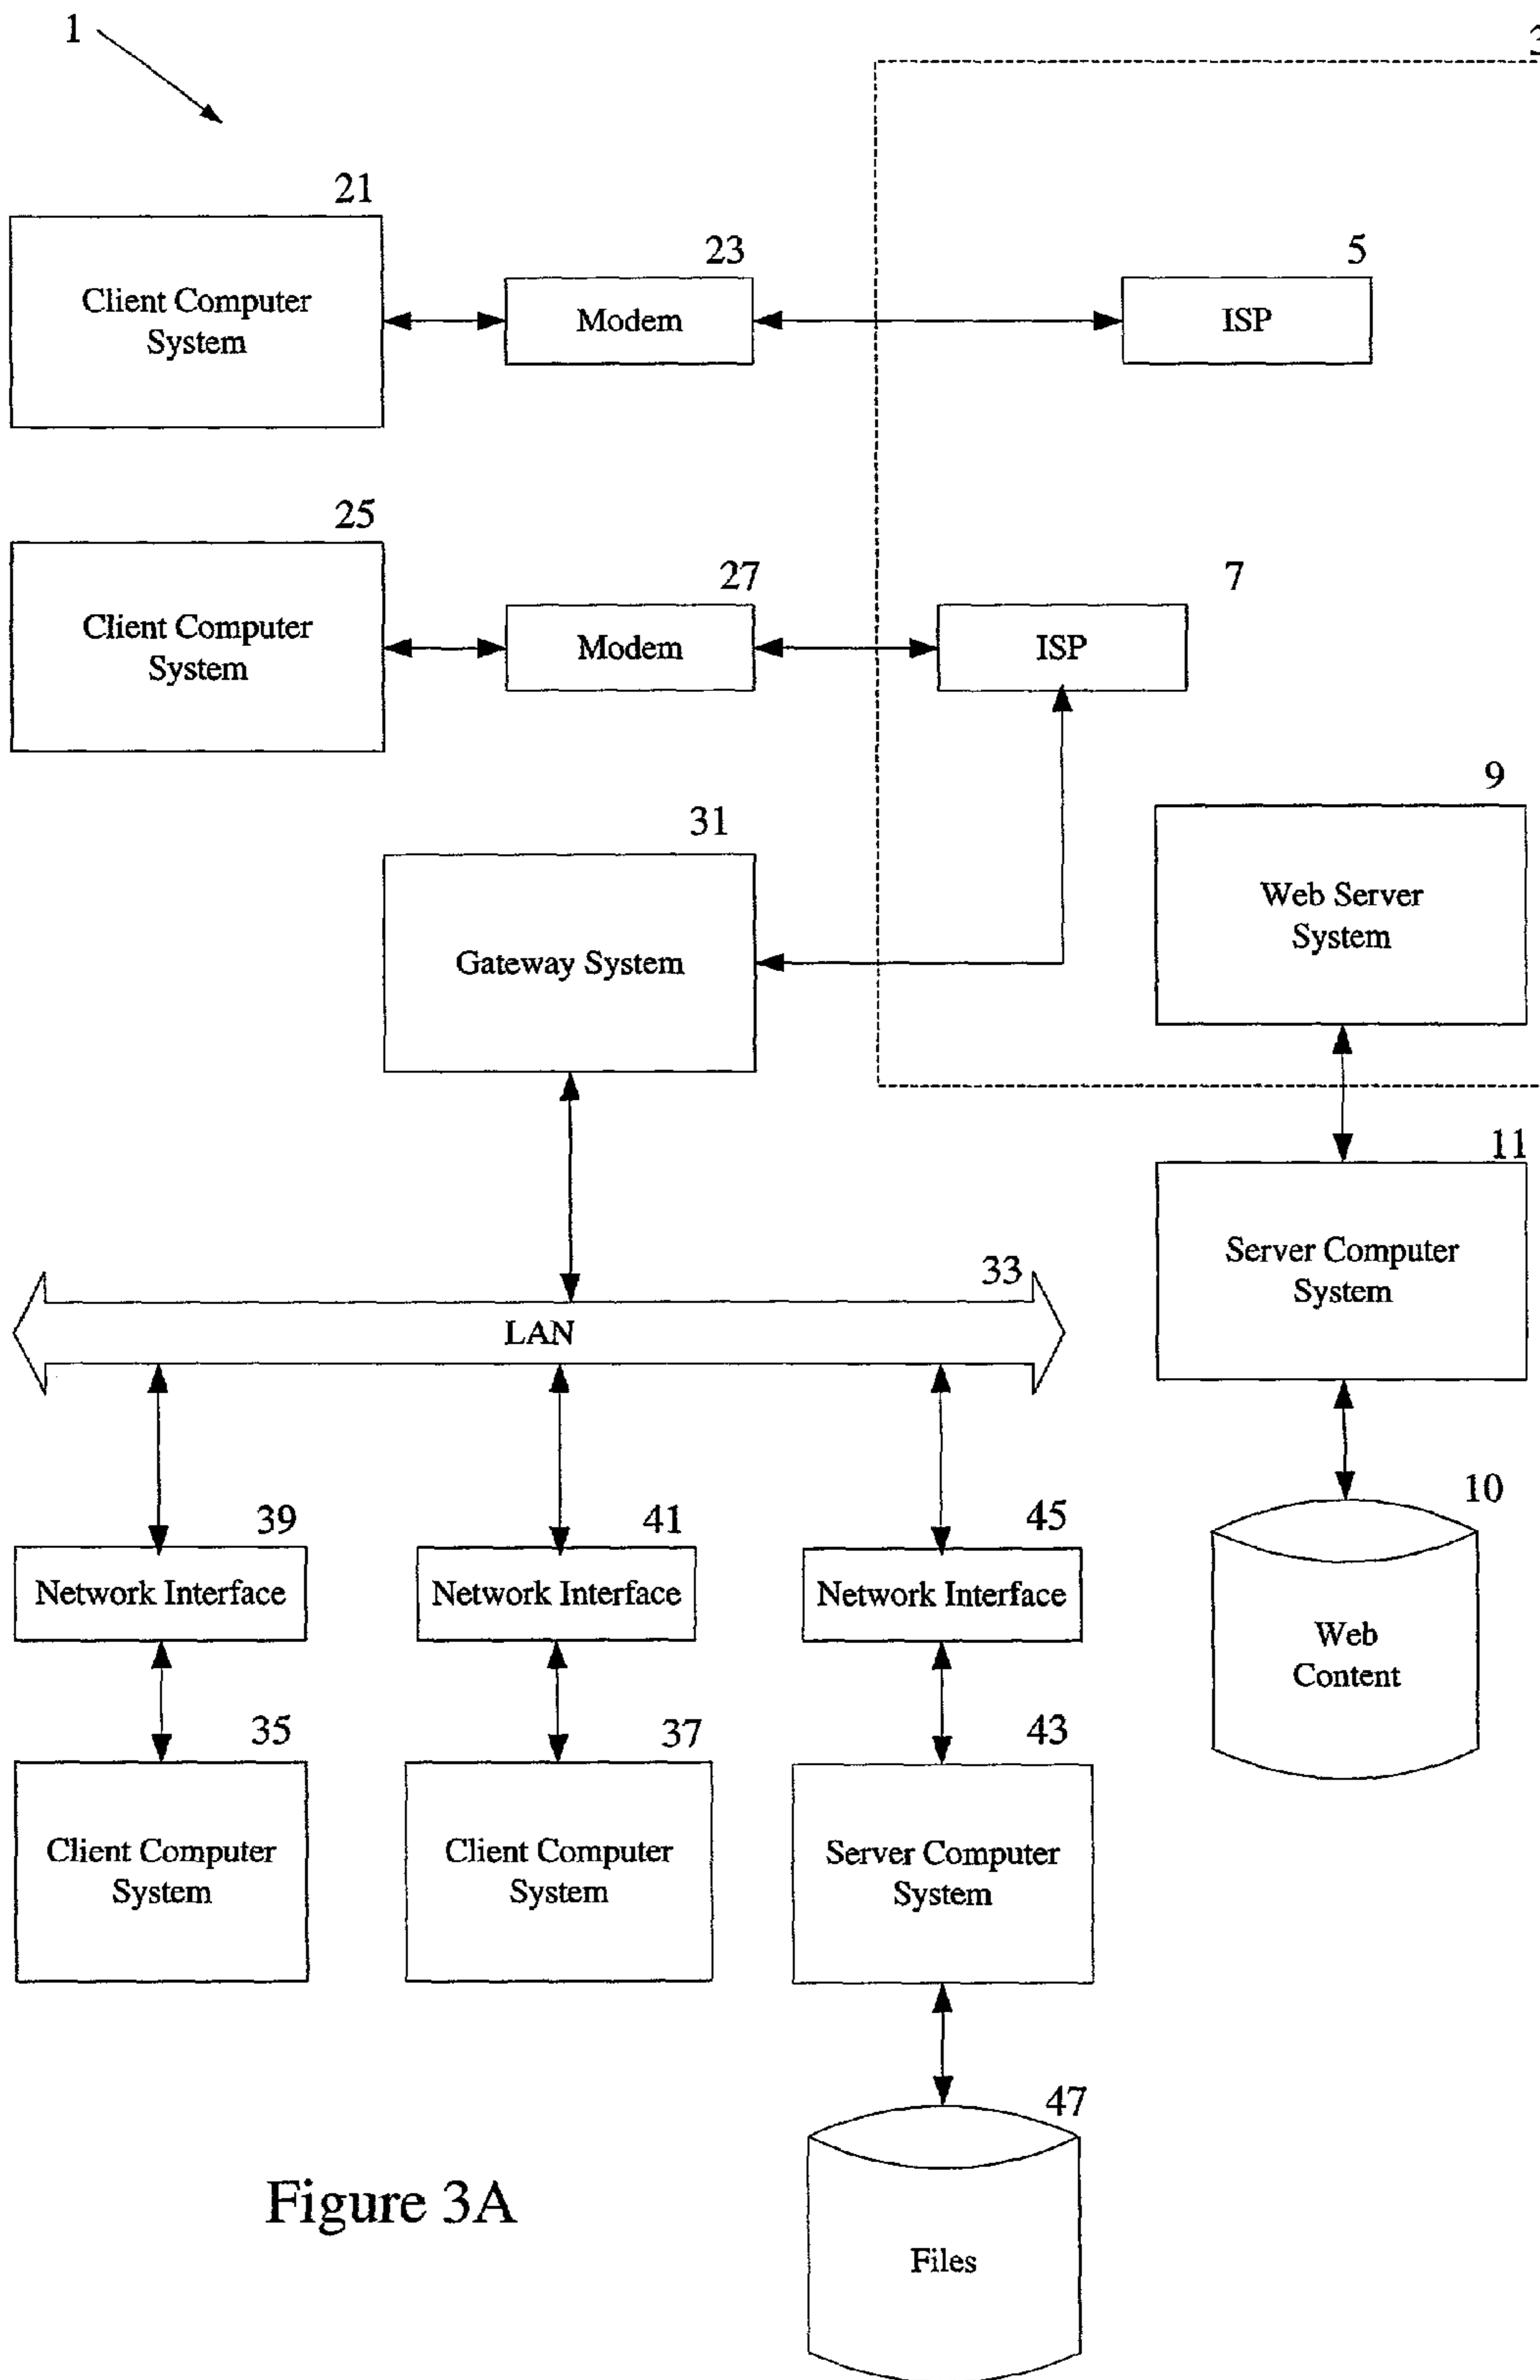 1
3
21
23
5
Client Computer
System
Modem
ISP
25
27
7
Client Computer
System
Modem
ISP
9
31
Web Server
System
Gateway System
11
33
Server Computer
System
LAN
10
39
41
45
Network Interface
Network Interface
Network Interface
Web
Content
35
37
43
Client Computer
System
Client Computer
System
Server Computer
System
47
Figure 3A
Files